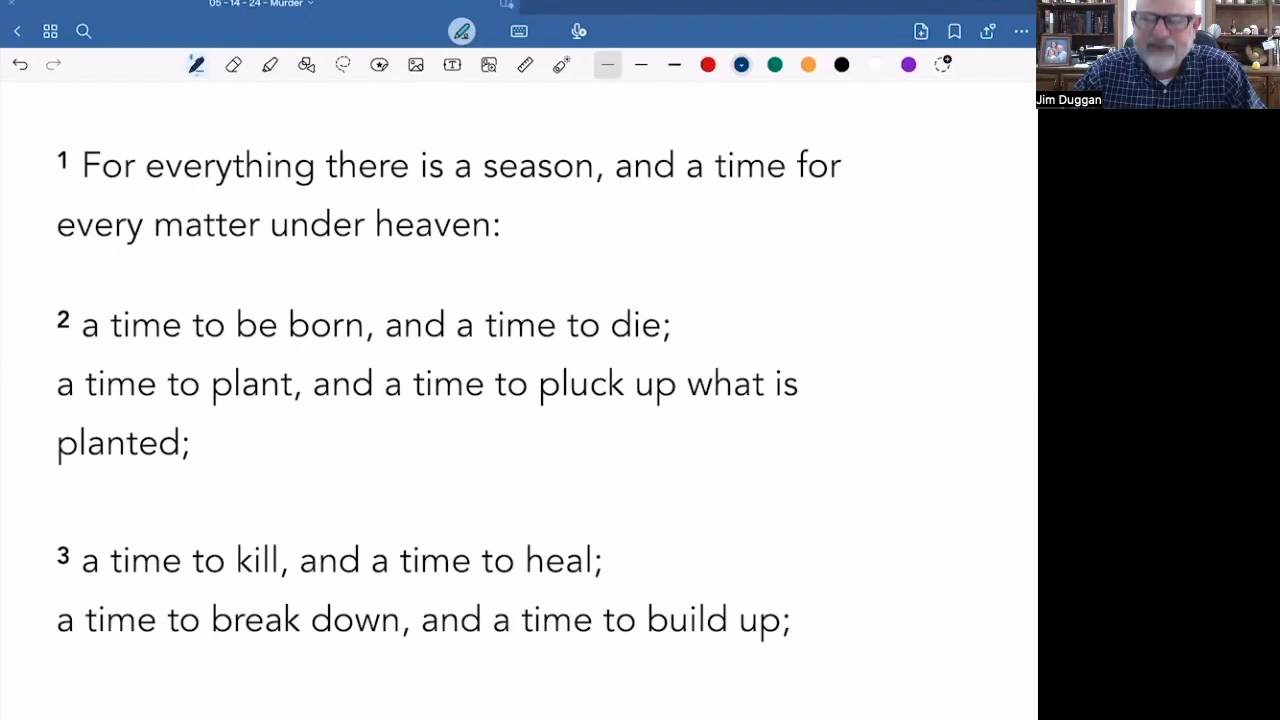 05 - 14 - 24 - Murder
Jim Duggan
1 For everything there is a season, and a time for
every matter under heaven:
2 a time to be born, and a time to die;
a time to plant, and a time to pluck up what is
planted;
3 a time to kill, and a time to heal;
a time to break down, and a time to build up;